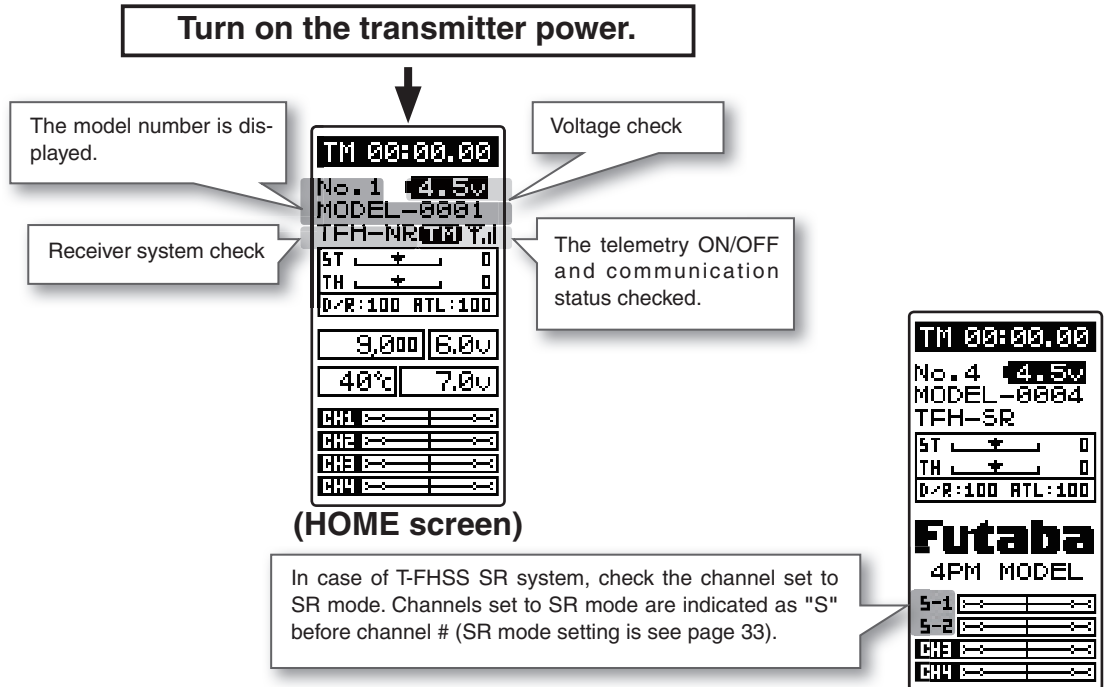 Turn on the transmitter power.
The model number is dis-
played.
Voltage check
Receiver system check
The telemetry ON/OFF
and communication
status checked.
TM 00:00.00
No.1 4.5v
MODEL-0001
TFH-NR TM
ST 0
TH 0
D/R:100 ATL:100
9,000 6.0v
40℃ 7.0v
CH1
CH2
CH3
CH4
(HOME screen)
TM 00:00.00
No.4 4.5v
MODEL-0004
TFH-SR
ST 0
TH 0
D/R:100 ATL:100
Futaba
4PM MODEL
S-1
S-2
CH3
CH4
In case of T-FHSS SR system, check the channel set to
SR mode. Channels set to SR mode are indicated as "S"
before channel # (SR mode setting is see page 33).